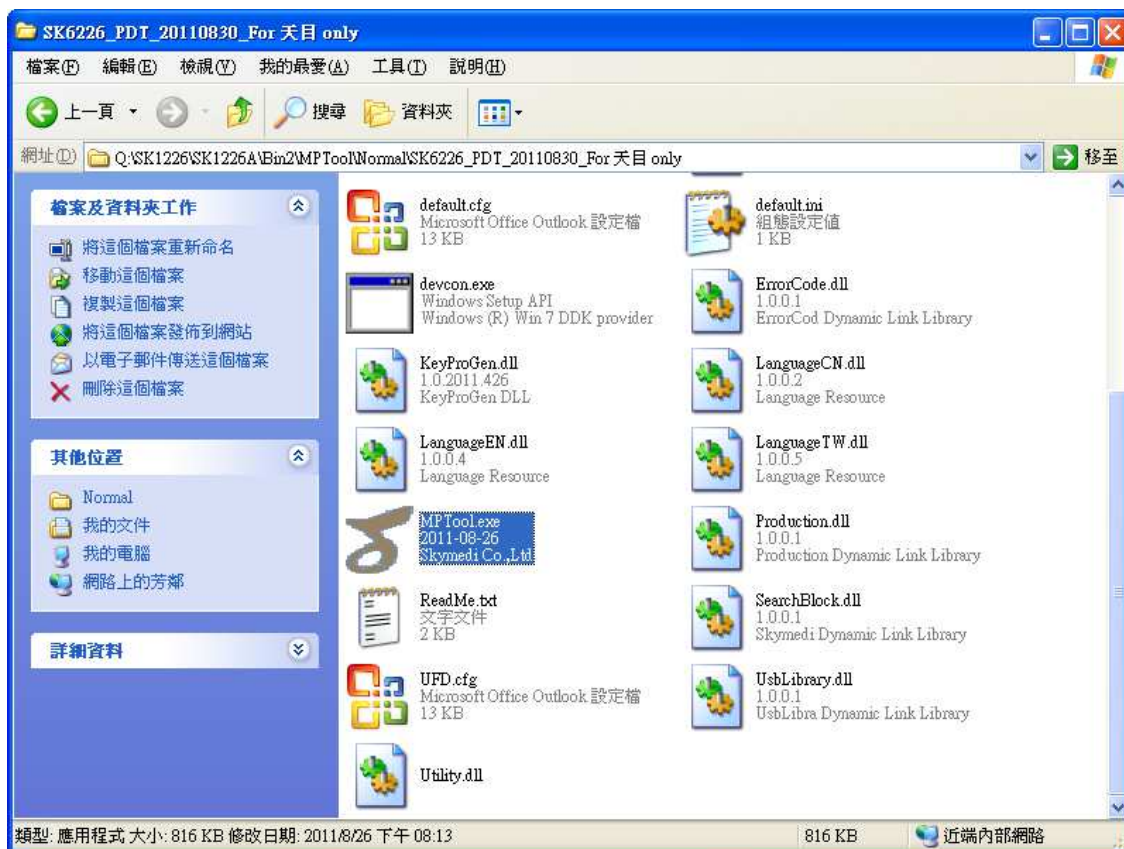 SK6226_PDT_20110830_For 天目 only
檔案(F) 編輯(E) 檢視(V) 我的最愛(A) 工具(T) 說明(H)
上一頁 搜尋 資料夾
網址(D) Q:\SK1226\SK1226A\Bin2\MPTool\Normal\SK6226_PDT_20110830_For 天目 only 移至
檔案及資料夾工作
將這個檔案重新命名
移動這個檔案
複製這個檔案
將這個檔案發佈到網站
以電子郵件傳送這個檔案
刪除這個檔案
其他位置
Normal
我的文件
我的電腦
網路上的芳鄰
詳細資料
default.cfg
Microsoft Office Outlook 設定檔
13 KB
default.ini
組態設定值
1 KB
devcon.exe
Windows Setup API
Windows (R) Win 7 DDK provider
ErrorCode.dll
1.0.0.1
ErrorCod Dynamic Link Library
KeyProGen.dll
1.0.2011.426
KeyProGen DLL
LanguageCN.dll
1.0.0.2
Language Resource
LanguageEN.dll
1.0.0.4
Language Resource
LanguageTW.dll
1.0.0.5
Language Resource
MPTool.exe
2011-08-26
Skymedi Co.,Ltd
Production.dll
1.0.0.1
Production Dynamic Link Library
ReadMe.txt
文字文件
2 KB
SearchBlock.dll
1.0.0.1
Skymedi Dynamic Link Library
UFD.cfg
Microsoft Office Outlook 設定檔
13 KB
UsbLibrary.dll
1.0.0.1
UsbLibra Dynamic Link Library
Utility.dll
類型: 應用程式 大小: 816 KB 修改日期: 2011/8/26 下午 08:13 816 KB 近端內部網路